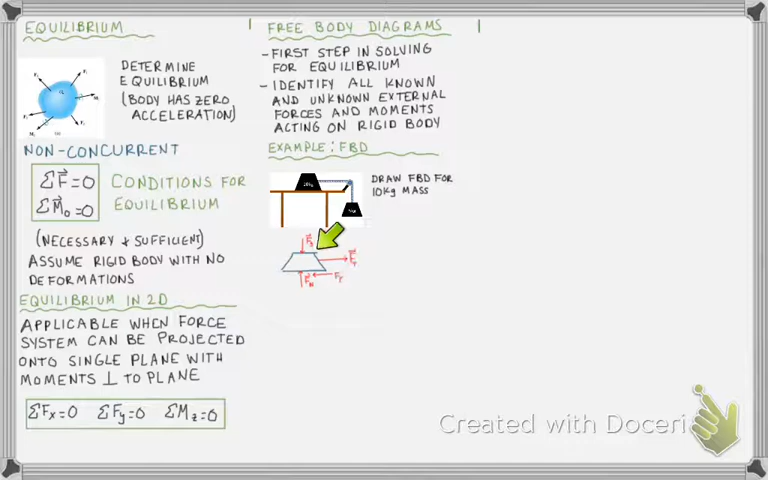 EQUILIBRIUM
DETERMINE
EQUILIBRIUM
(BODY HAS ZERO
ACCELERATION)
NON-CONCURRENT
ΣF⃗=0
ΣM⃗₀=0
CONDITIONS FOR
EQUILIBRIUM
(NECESSARY + SUFFICIENT)
ASSUME RIGID BODY WITH NO
DEFORMATIONS
EQUILIBRIUM IN 2D
APPLICABLE WHEN FORCE
SYSTEM CAN BE PROJECTED
ONTO SINGLE PLANE WITH
MOMENTS ⊥ TO PLANE
ΣFx=0 ΣFy=0 ΣMz=0
FREE BODY DIAGRAMS
- FIRST STEP IN SOLVING
FOR EQUILIBRIUM
- IDENTIFY ALL KNOWN
AND UNKNOWN EXTERNAL
FORCES AND MOMENTS
ACTING ON RIGID BODY
EXAMPLE: FBD
DRAW FBD FOR
10Kg MASS
Created with Doceri